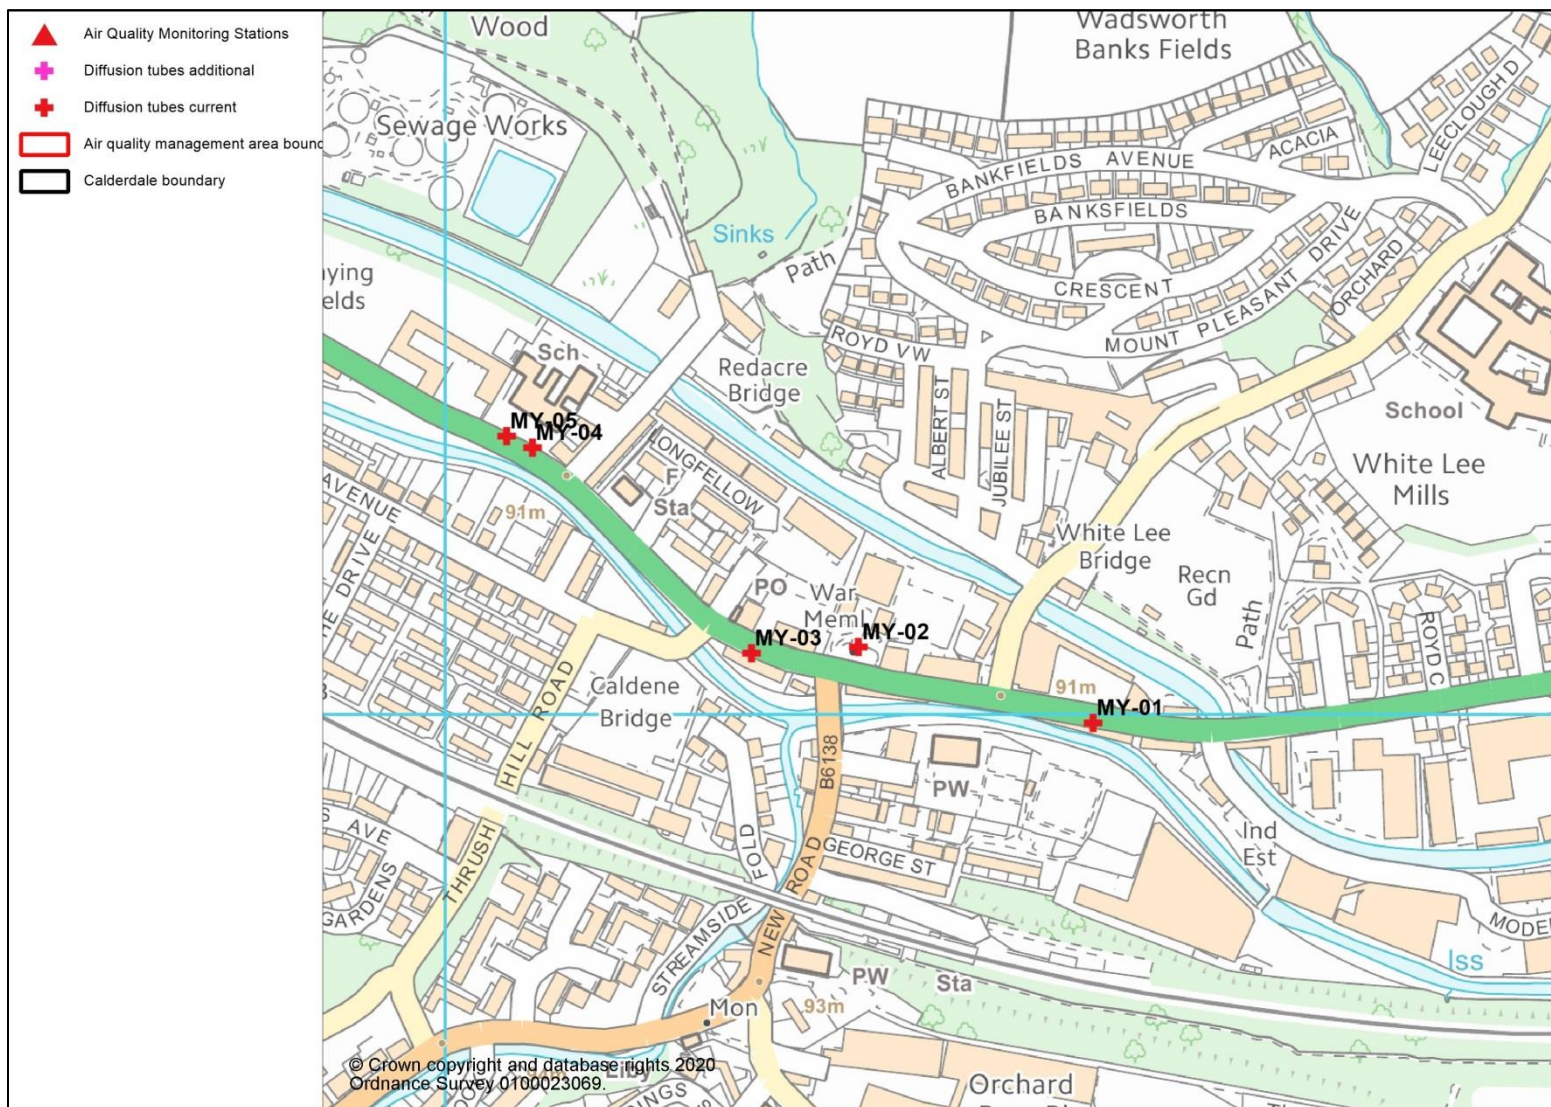 Air Quality Monitoring Stations
Diffusion tubes additional
Diffusion tubes current
Air quality management area bound
Calderdale boundary
Wood
Wadsworth
Banks Fields
Sewage Works
LEECLOUGH D
ACACIA
BANKFIELDS AVENUE
BANKSFIELDS
CRESCENT
MOUNT PLEASANT DRIVE
ORCHARD
Sinks
Path
aying
elds
ROYD VW
Sch
Redacre
Bridge
ALBERT ST
JUBILEE ST
School
White Lee
Mills
MY-05
MY-04
LONGFELLOW
F
Sta
AVENUE
91m
DRIVE
White Lee
Bridge
Recn
Gd
Path
ROYD C
PO
War
Meml
MY-03
MY-02
91m
MY-01
HILL ROAD
Caldene
Bridge
B6138
PW
THRUSH
S AVE
GARDENS
FOLD
GEORGE ST
Ind
Est
STREAMSIDE
NEW ROAD
MODE
Iss
PW
Sta
Mon
93m
© Crown copyright and database rights 2020
Ordnance Survey 0100023069.
Liby
Orchard